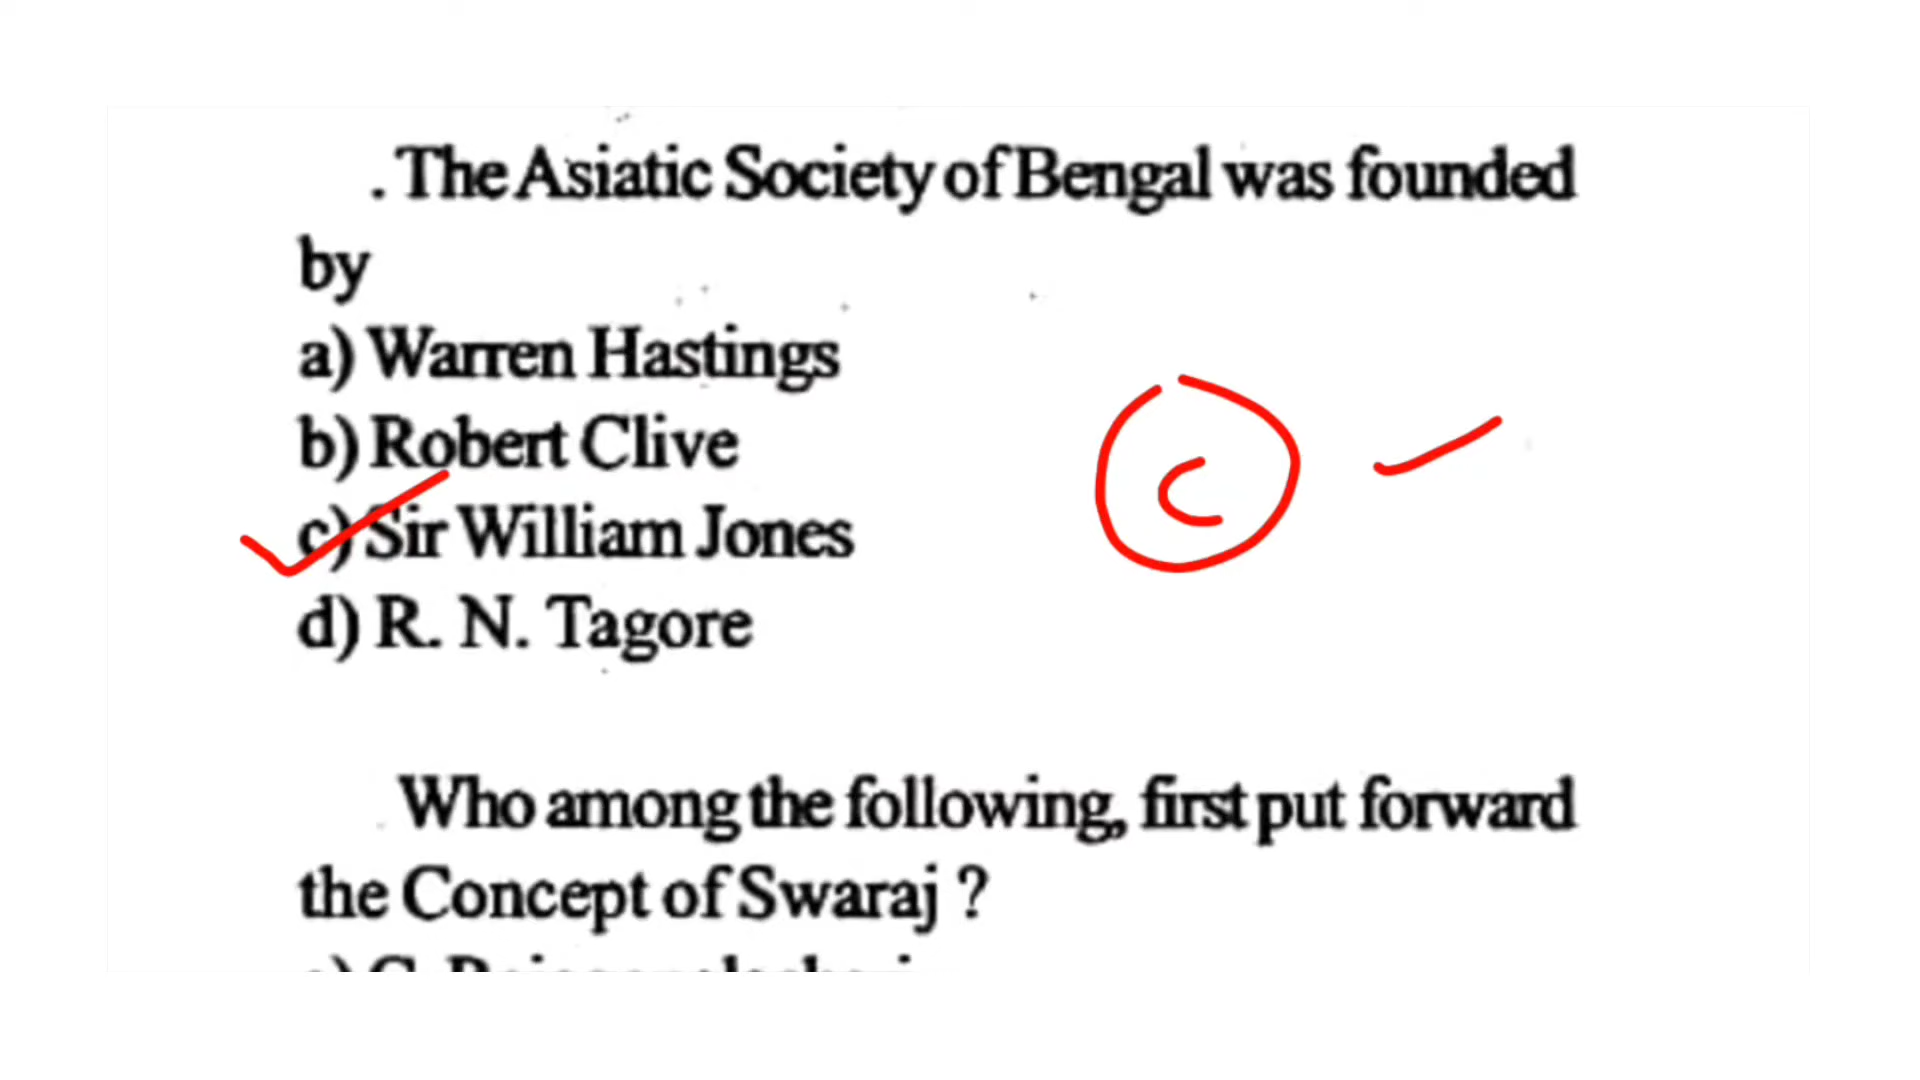 . The Asiatic Society of Bengal was founded
by
a) Warren Hastings
b) Robert Clive
c) Sir William Jones
c
d) R. N. Tagore
Who among the following, first put forward
the Concept of Swaraj ?